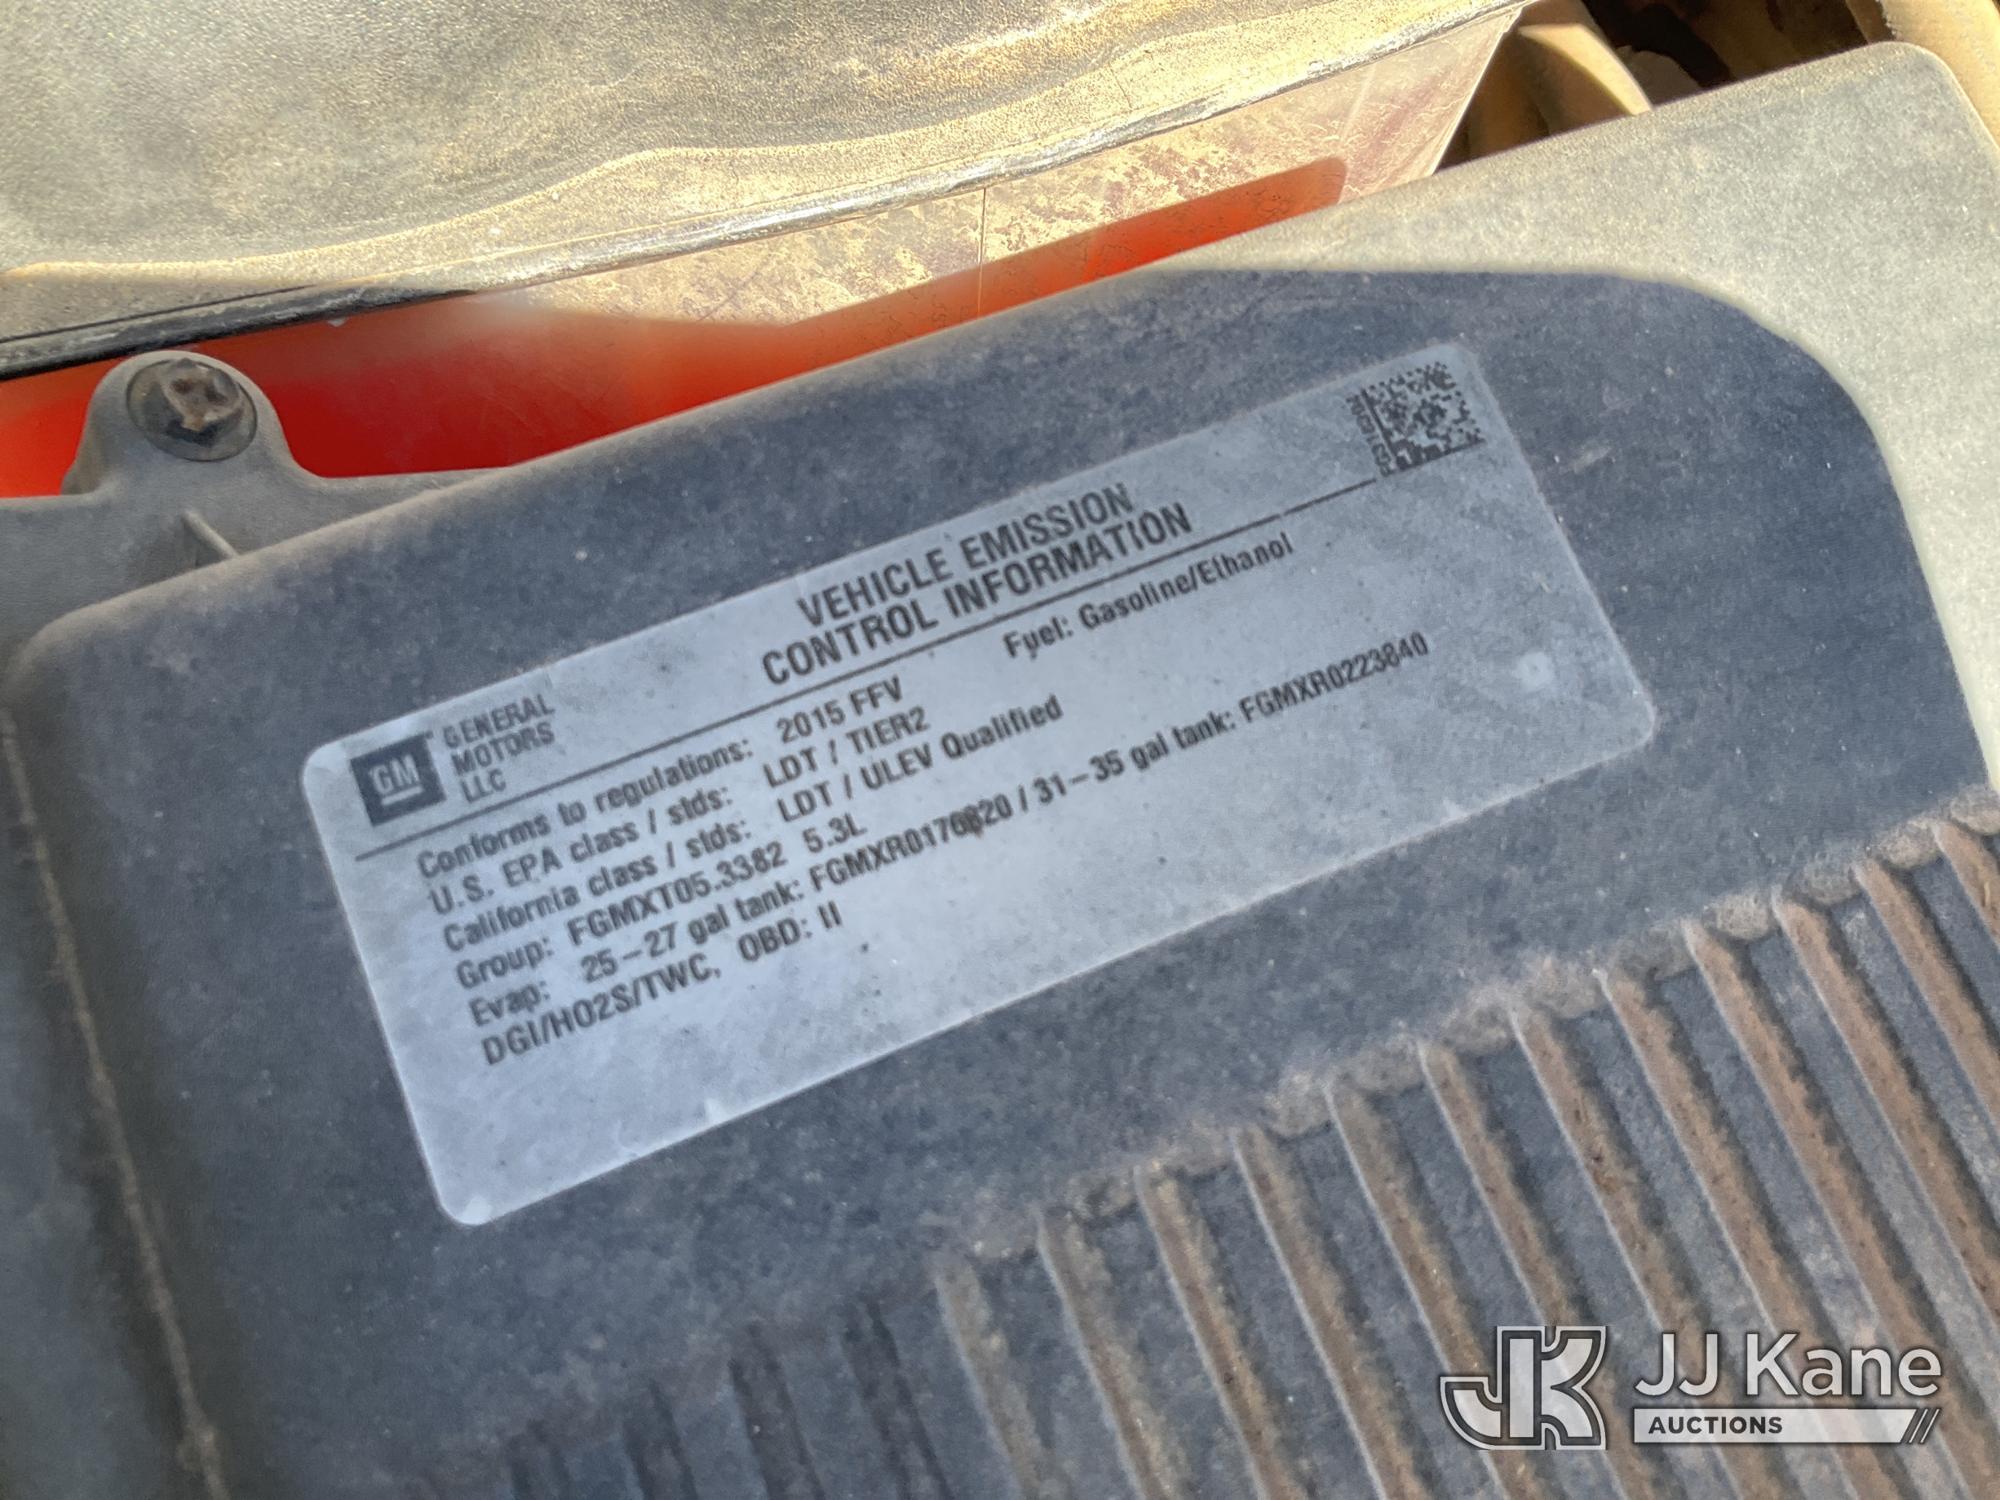 GM
GENERAL
MOTORS
LLC
VEHICLE EMISSION
CONTROL INFORMATION
Conforms to regulations: 2015 FFV Fuel: Gasoline/Ethanol
U.S. EPA class / stds: LDT / TIER2
California class / stds: LDT / ULEV Qualified
Group: FGMXT05.3382 5.3L
Evap: 25–27 gal tank: / 31–35 gal tank: FGMXR0223840
DGI/HO2S/TWC, OBD: II
JK
JJ Kane
AUCTIONS